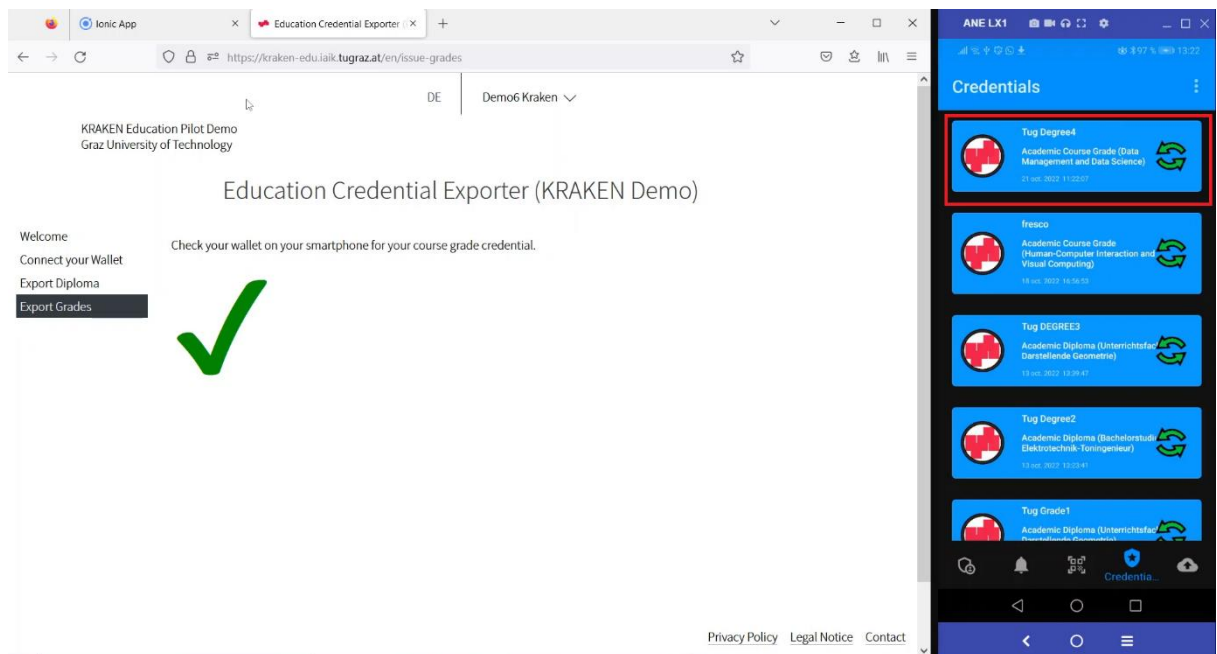 Ionic App
Education Credential Exporter (
https://kraken-edu.iaik.tugraz.at/en/issue-grades
DE
Demo6 Kraken
KRAKEN Education Pilot Demo
Graz University of Technology
Education Credential Exporter (KRAKEN Demo)
Welcome
Connect your Wallet
Export Diploma
Export Grades
Check your wallet on your smartphone for your course grade credential.
Privacy Policy Legal Notice Contact
ANE LX1
97 % 13:22
Credentials
Tug Degree4
Academic Course Grade (Data
Management and Data Science)
21 oct. 2022 11:22:07
fresco
Academic Course Grade
(Human-Computer Interaction and
Visual Computing)
18 oct. 2022 16:56:53
Tug DEGREE3
Academic Diploma (Unterrichtsfac
Darstellende Geometrie)
13 oct. 2022 13:39:47
Tug Degree2
Academic Diploma (Bachelorstudi
Elektrotechnik-Toningenieur)
13 oct. 2022 13:23:41
Tug Grade1
Academic Diploma (Unterrichtsfac
Darstellende Geometrie)
Credentia...